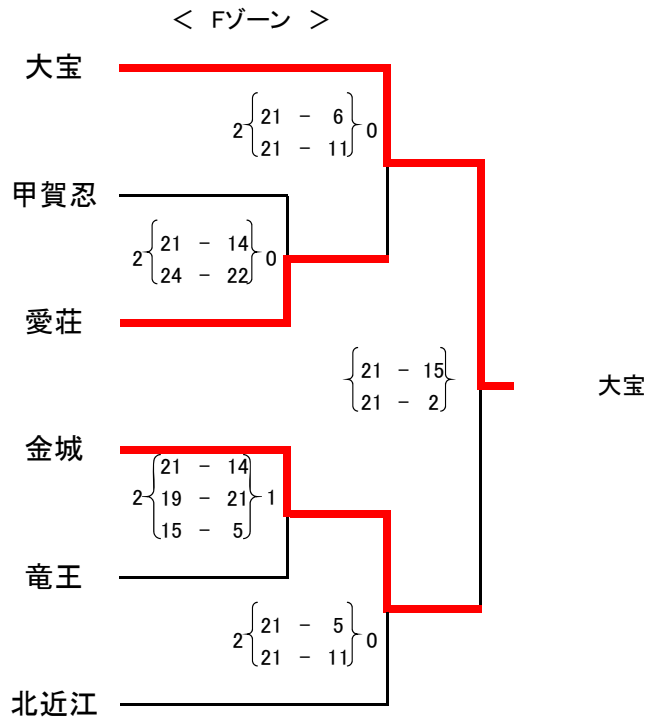 ＜ Fゾーン ＞
大宝
2 21 − 6 0
21 − 11
甲賀忍
2 21 − 14 0
24 − 22
愛荘
21 − 15
21 − 2
大宝
金城
21 − 14
2 19 − 21 1
15 − 5
竜王
2 21 − 5 0
21 − 11
北近江